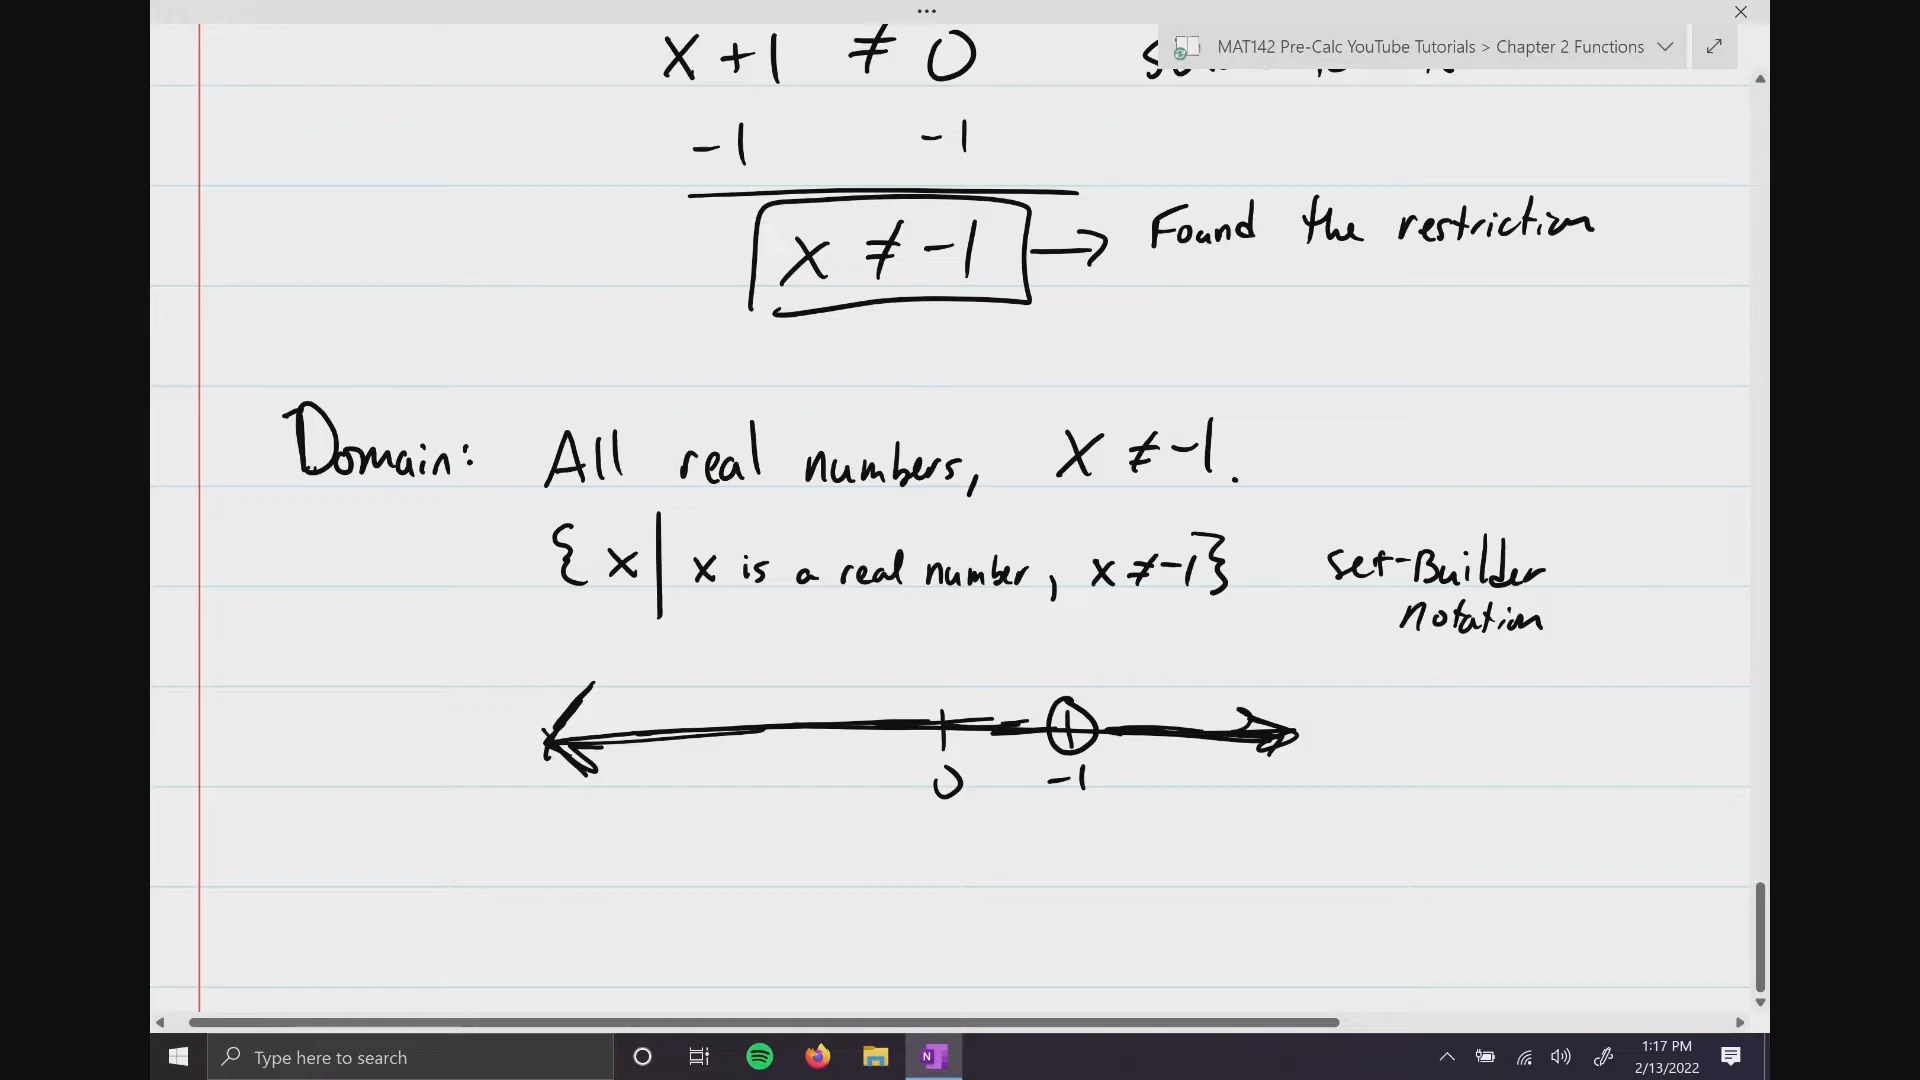 MAT142 Pre-Calc YouTube Tutorials > Chapter 2 Functions
x + 1 ≠ 0
-1 -1
x ≠ -1 → Found the restriction
Domain: All real numbers, x ≠ -1.
{ x | x is a real number, x ≠ -1 } set-Builder
notation
0 -1
Type here to search
1:17 PM
2/13/2022